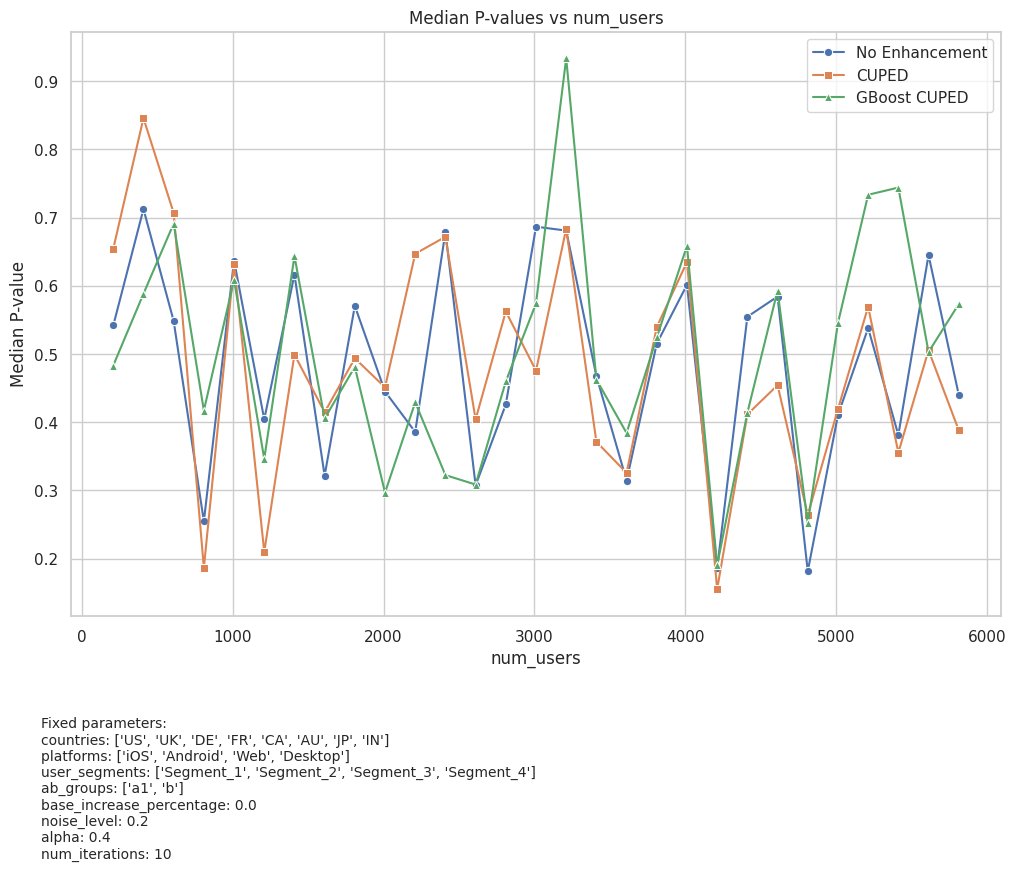 Median P-values vs num_users
No Enhancement
CUPED
GBoost CUPED
Median P-value
0.9
0.8
0.7
0.6
0.5
0.4
0.3
0.2
0 1000 2000 3000 4000 5000 6000
num_users
Fixed parameters:
countries: ['US', 'UK', 'DE', 'FR', 'CA', 'AU', 'JP', 'IN']
platforms: ['iOS', 'Android', 'Web', 'Desktop']
user_segments: ['Segment_1', 'Segment_2', 'Segment_3', 'Segment_4']
ab_groups: ['a1', 'b']
base_increase_percentage: 0.0
noise_level: 0.2
alpha: 0.4
num_iterations: 10